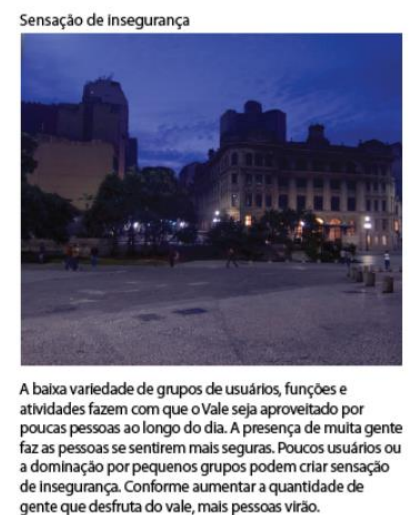 Sensação de insegurança
A baixa variedade de grupos de usuários, funções e
atividades fazem com que o Vale seja aproveitado por
poucas pessoas ao longo do dia. A presença de muita gente
faz as pessoas se sentirem mais seguras. Poucos usuários ou
a dominação por pequenos grupos podem criar sensação
de insegurança. Conforme aumentar a quantidade de
gente que desfruta do vale, mais pessoas virão.